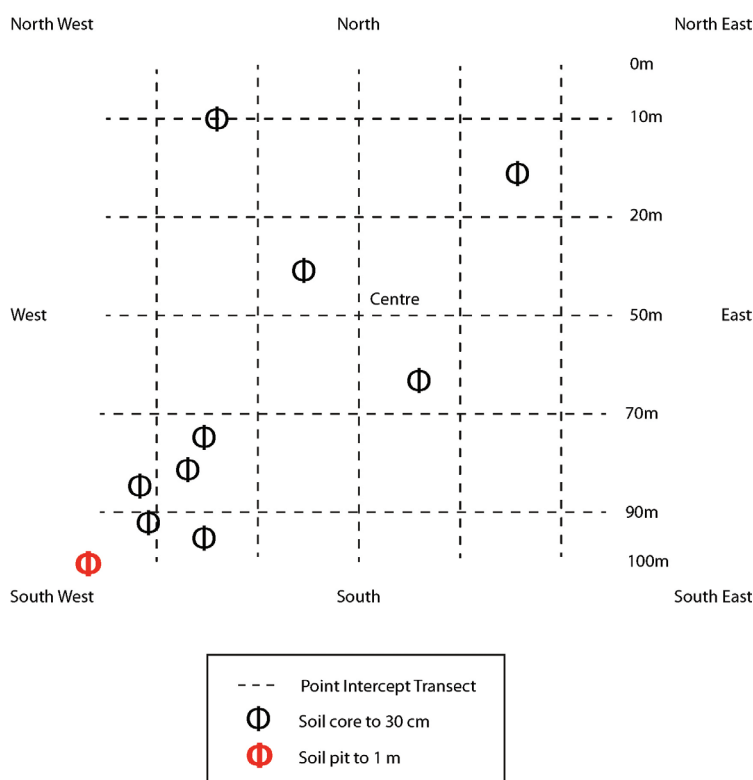 North West
North
North East
0m
10m
20m
Centre
West
50m
East
70m
90m
100m
South West
South
South East
Point Intercept Transect
Soil core to 30 cm
Soil pit to 1 m